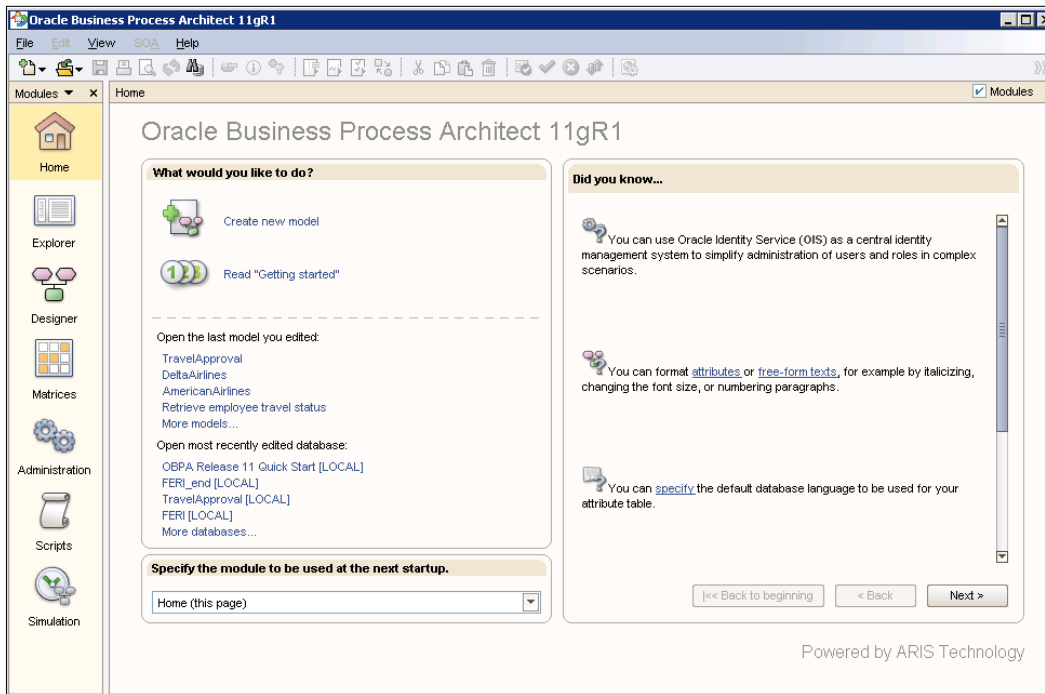 Oracle Business Process Architect 11gR1
File Edit View SOA Help
Modules
Home
Modules
Home
Explorer
Designer
Matrices
Administration
Scripts
Simulation
Oracle Business Process Architect 11gR1
What would you like to do?
Create new model
123
Read "Getting started"
Open the last model you edited:
TravelApproval
DeltaAirlines
AmericanAirlines
Retrieve employee travel status
More models...
Open most recently edited database:
OBPA Release 11 Quick Start [LOCAL]
FERI_end [LOCAL]
TravelApproval [LOCAL]
FERI [LOCAL]
More databases...
Specify the module to be used at the next startup.
Home (this page)
Did you know...
You can use Oracle Identity Service (OIS) as a central identity
management system to simplify administration of users and roles in complex
scenarios.
You can format attributes or free-form texts, for example by italicizing,
changing the font size, or numbering paragraphs.
You can specify the default database language to be used for your
attribute table.
|<< Back to beginning
< Back
Next >
Powered by ARIS Technology